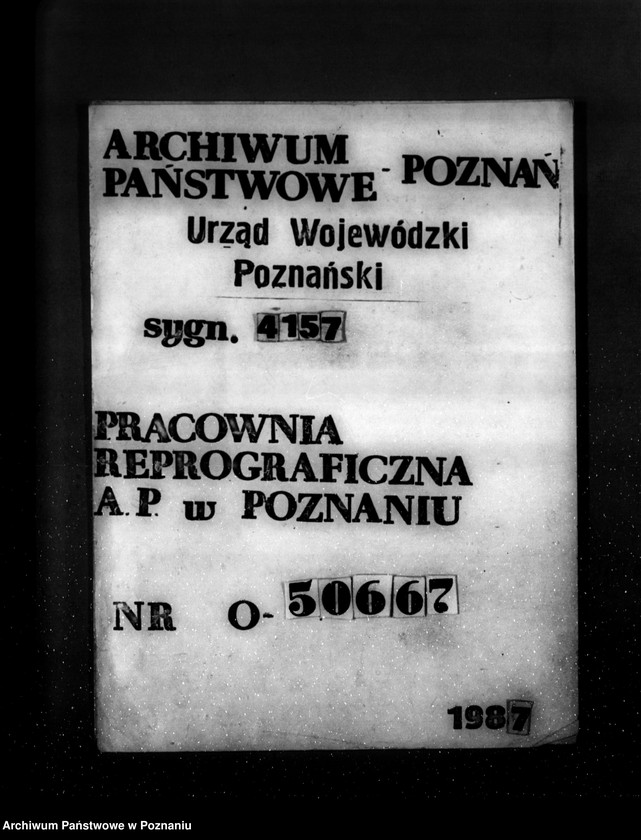 ARCHIWUM
PAŃSTWOWE - POZNAŃ
Urząd Wojewódzki
Poznański
sygn. 4157
PRACOWNIA
REPROGRAFICZNA
A.P. w POZNANIU
NR O-50667
1987
Archiwum Państwowe w Poznaniu